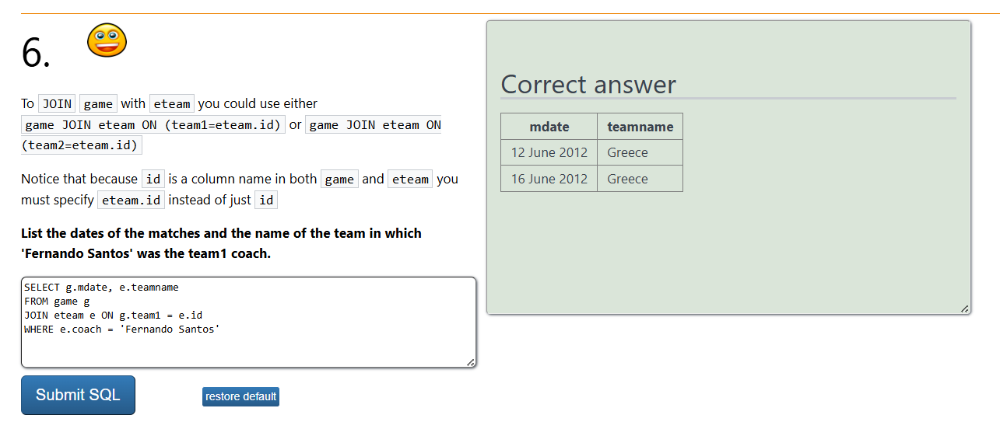 6.
To JOIN game with eteam you could use either
game JOIN eteam ON (team1=eteam.id) or game JOIN eteam ON
(team2=eteam.id)
Notice that because id is a column name in both game and eteam you
must specify eteam.id instead of just id
List the dates of the matches and the name of the team in which
'Fernando Santos' was the team1 coach.
SELECT g.mdate, e.teamname
FROM game g
JOIN eteam e ON g.team1 = e.id
WHERE e.coach = 'Fernando Santos'
Submit SQL
restore default
Correct answer
mdate teamname
12 June 2012 Greece
16 June 2012 Greece